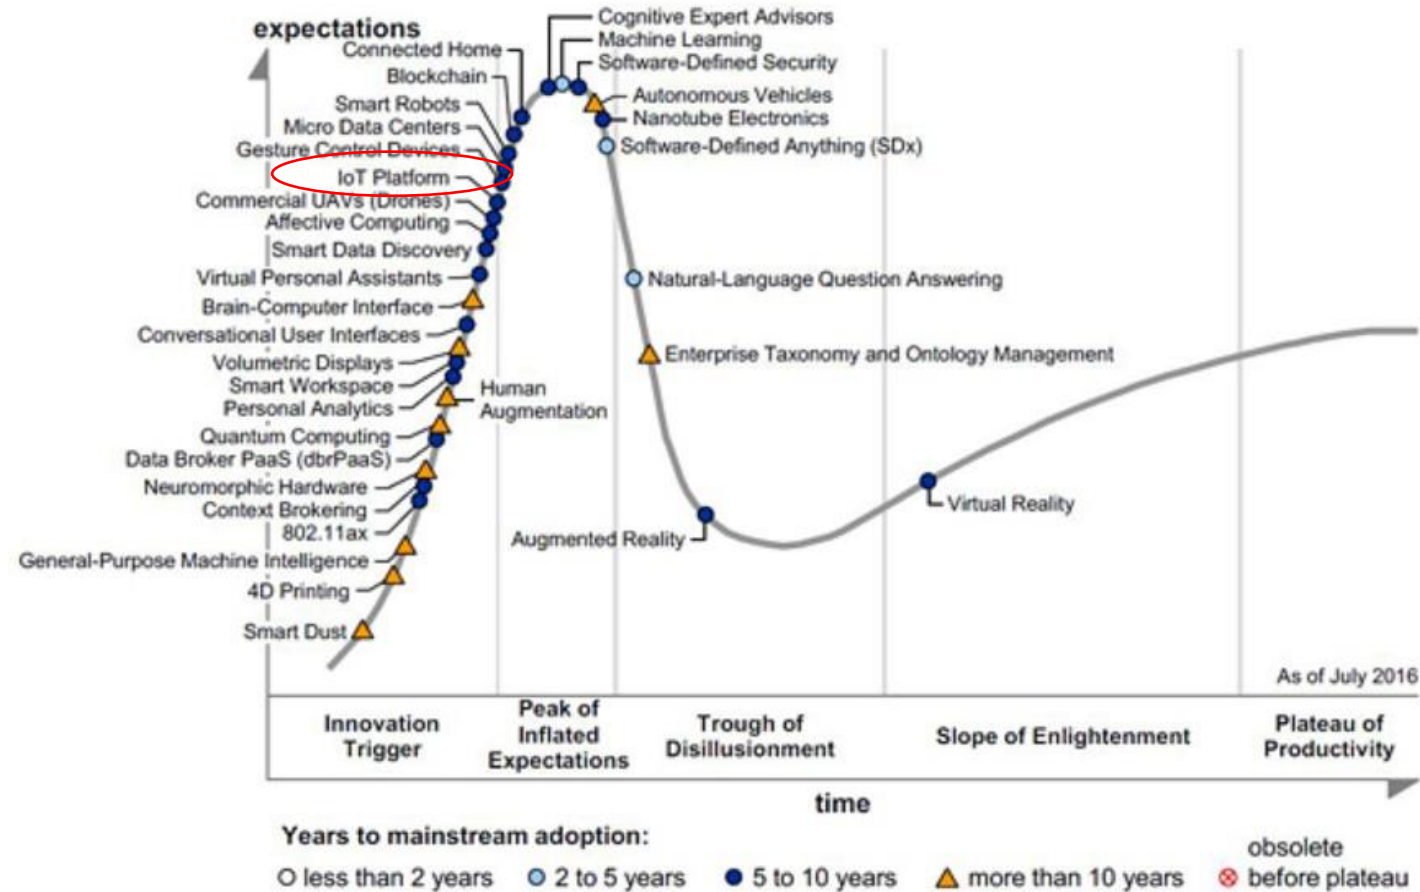 expectations
Connected Home
Blockchain
Smart Robots
Micro Data Centers
Gesture Control Devices
IoT Platform
Commercial UAVs (Drones)
Affective Computing
Smart Data Discovery
Virtual Personal Assistants
Brain-Computer Interface
Conversational User Interfaces
Volumetric Displays
Smart Workspace
Personal Analytics
Quantum Computing
Data Broker PaaS (dbrPaaS)
Neuromorphic Hardware
Context Brokering
802.11ax
General-Purpose Machine Intelligence
4D Printing
Smart Dust
Human
Augmentation
Cognitive Expert Advisors
Machine Learning
Software-Defined Security
Autonomous Vehicles
Nanotube Electronics
Software-Defined Anything (SDx)
Natural-Language Question Answering
Enterprise Taxonomy and Ontology Management
Augmented Reality
Virtual Reality
As of July 2016
Innovation
Trigger
Peak of
Inflated
Expectations
Trough of
Disillusionment
Slope of Enlightenment
Plateau of
Productivity
time
Years to mainstream adoption:
less than 2 years
2 to 5 years
5 to 10 years
more than 10 years
obsolete
before plateau